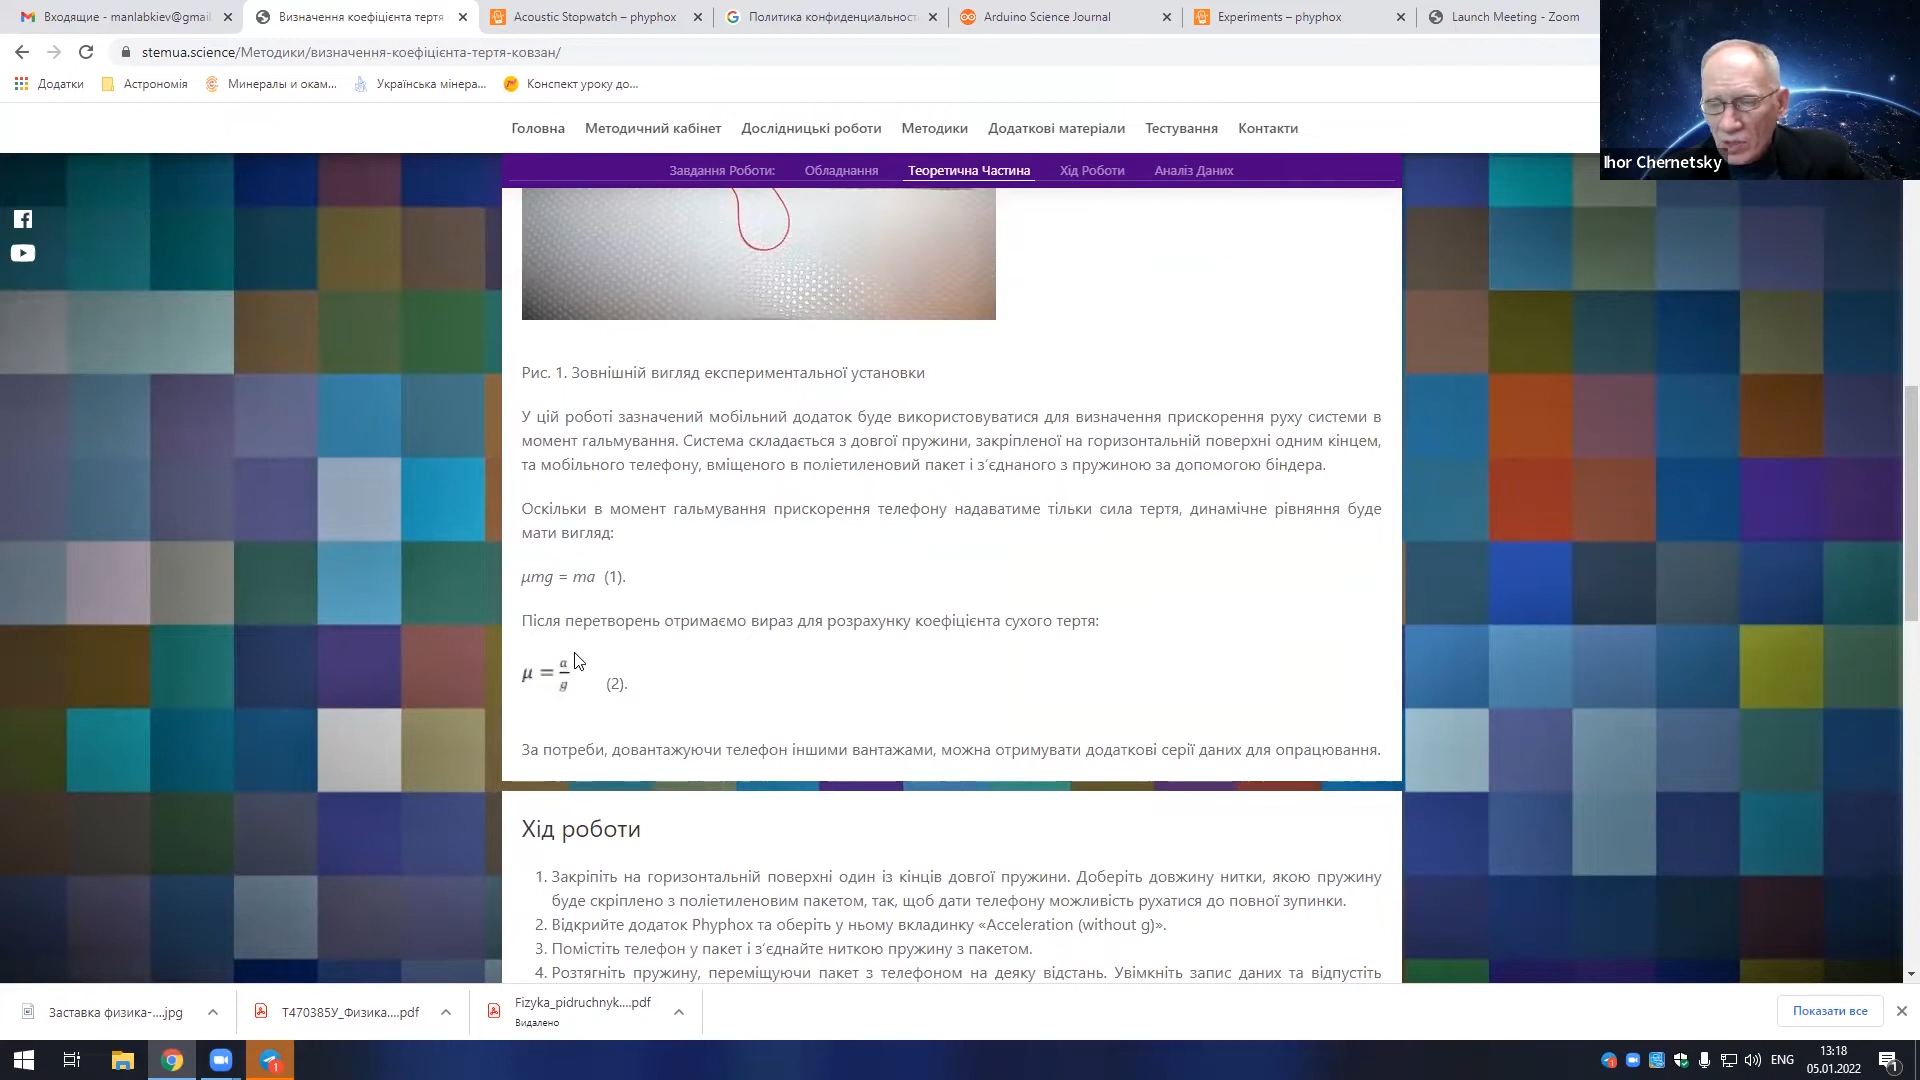 Входящие - manlabkiev@gmail
Визначення коефіцієнта тертя
Acoustic Stopwatch – phyphox
Политика конфиденциальност
Arduino Science Journal
Experiments – phyphox
Launch Meeting - Zoom
stemua.science/Методики/визначення-коефіцієнта-тертя-ковзан/
Додатки
Астрономія
Минералы и окам...
Українська мінера...
Конспект уроку до...
Головна
Методичний кабінет
Дослідницькі роботи
Методики
Додаткові матеріали
Тестування
Контакти
Ihor Chernetsky
Завдання Роботи:
Обладнання
Теоретична Частина
Хід Роботи
Аналіз Даних
Рис. 1. Зовнішній вигляд експериментальної установки
У цій роботі зазначений мобільний додаток буде використовуватися для визначення прискорення руху системи в
момент гальмування. Система складається з довгої пружини, закріпленої на горизонтальній поверхні одним кінцем,
та мобільного телефону, вміщеного в поліетиленовий пакет і з’єднаного з пружиною за допомогою біндера.
Оскільки в момент гальмування прискорення телефону надаватиме тільки сила тертя, динамічне рівняння буде
мати вигляд:
μmg = ma (1).
Після перетворень отримаємо вираз для розрахунку коефіцієнта сухого тертя:
μ = a/g (2).
За потреби, довантажуючи телефон іншими вантажами, можна отримувати додаткові серії даних для опрацювання.
Хід роботи
1. Закріпіть на горизонтальній поверхні один із кінців довгої пружини. Доберіть довжину нитки, якою пружину
буде скріплено з поліетиленовим пакетом, так, щоб дати телефону можливість рухатися до повної зупинки.
2. Відкрийте додаток Phyphox та оберіть у ньому вкладинку «Acceleration (without g)».
3. Помістіть телефон у пакет і з’єднайте ниткою пружину з пакетом.
4. Розтягніть пружину, переміщуючи пакет з телефоном на деяку відстань. Увімкніть запис даних та відпустіть
Заставка физика-....jpg
T470385У_Физика....pdf
Fizyka_pidruchnyk....pdf
Видалено
Показати все
ENG
13:18
05.01.2022
1
1